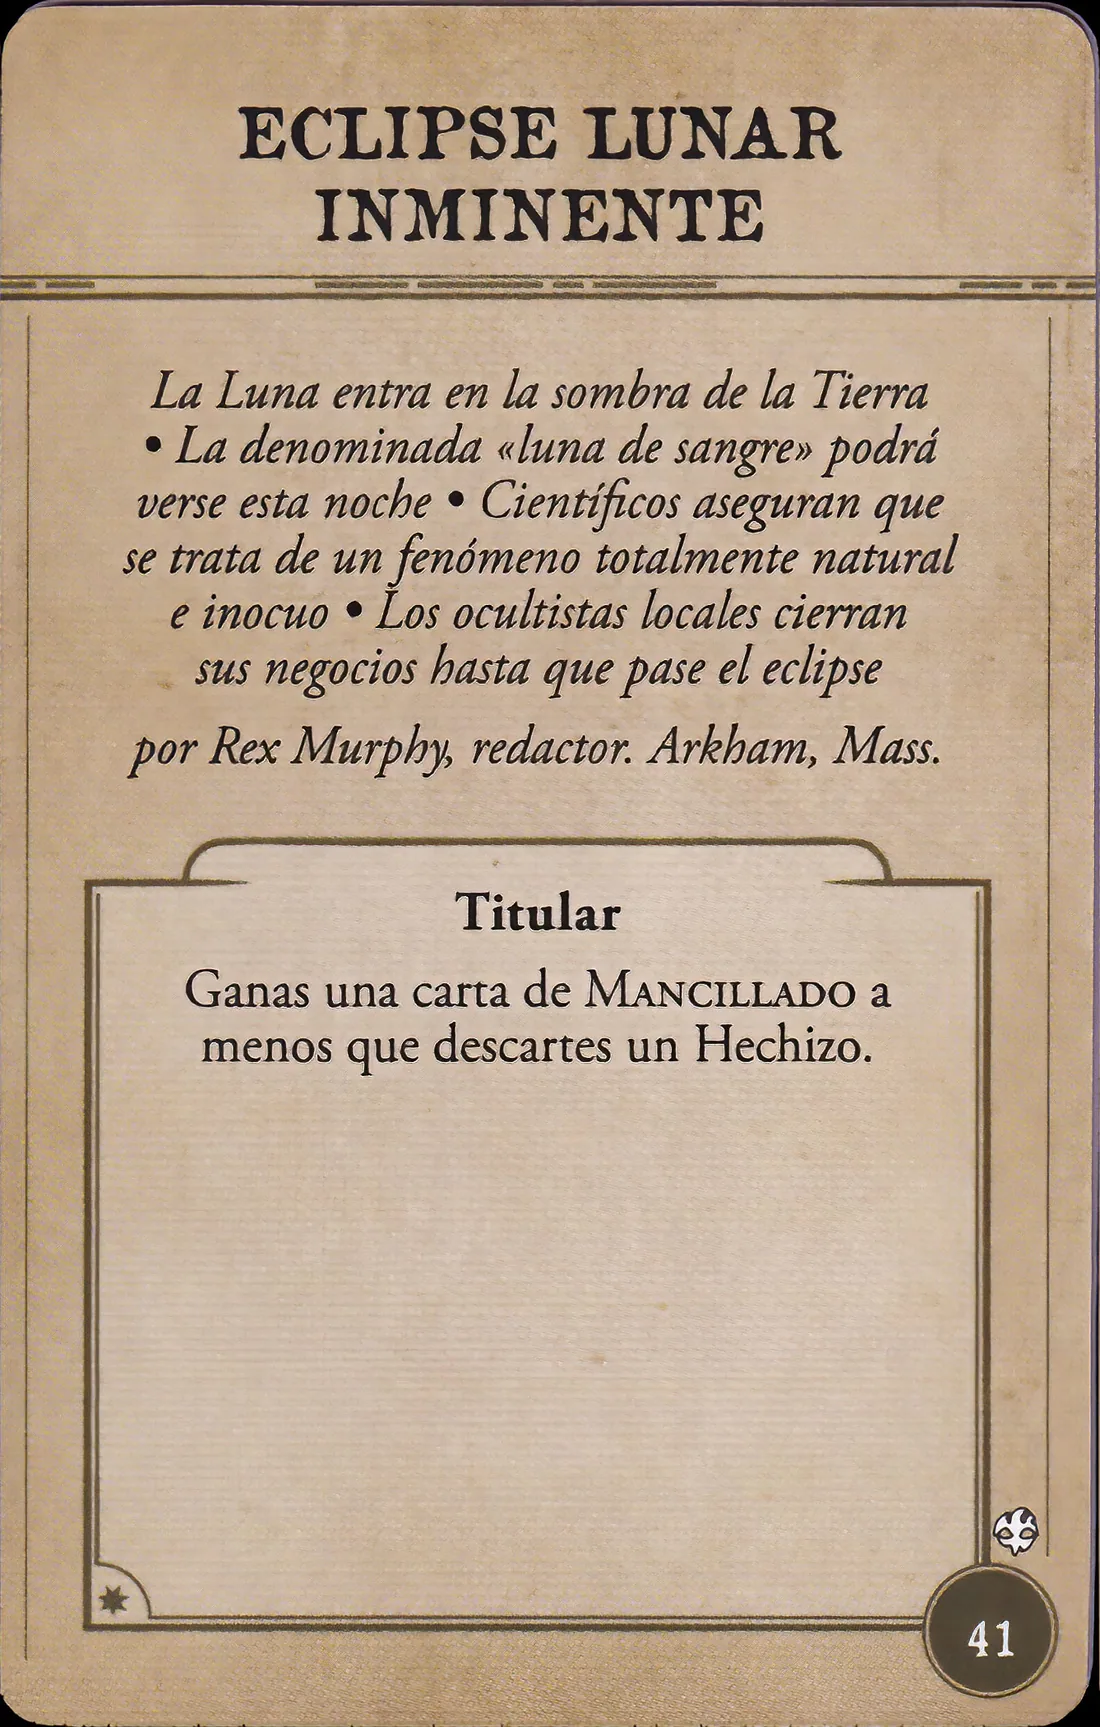 ECLIPSE LUNAR
INMINENTE
La Luna entra en la sombra de la Tierra
• La denominada «luna de sangre» podrá
verse esta noche • Científicos aseguran que
se trata de un fenómeno totalmente natural
e inocuo • Los ocultistas locales cierran
sus negocios hasta que pase el eclipse
por Rex Murphy, redactor. Arkham, Mass.
Titular
Ganas una carta de MANCILLADO a
menos que descartes un Hechizo.
41